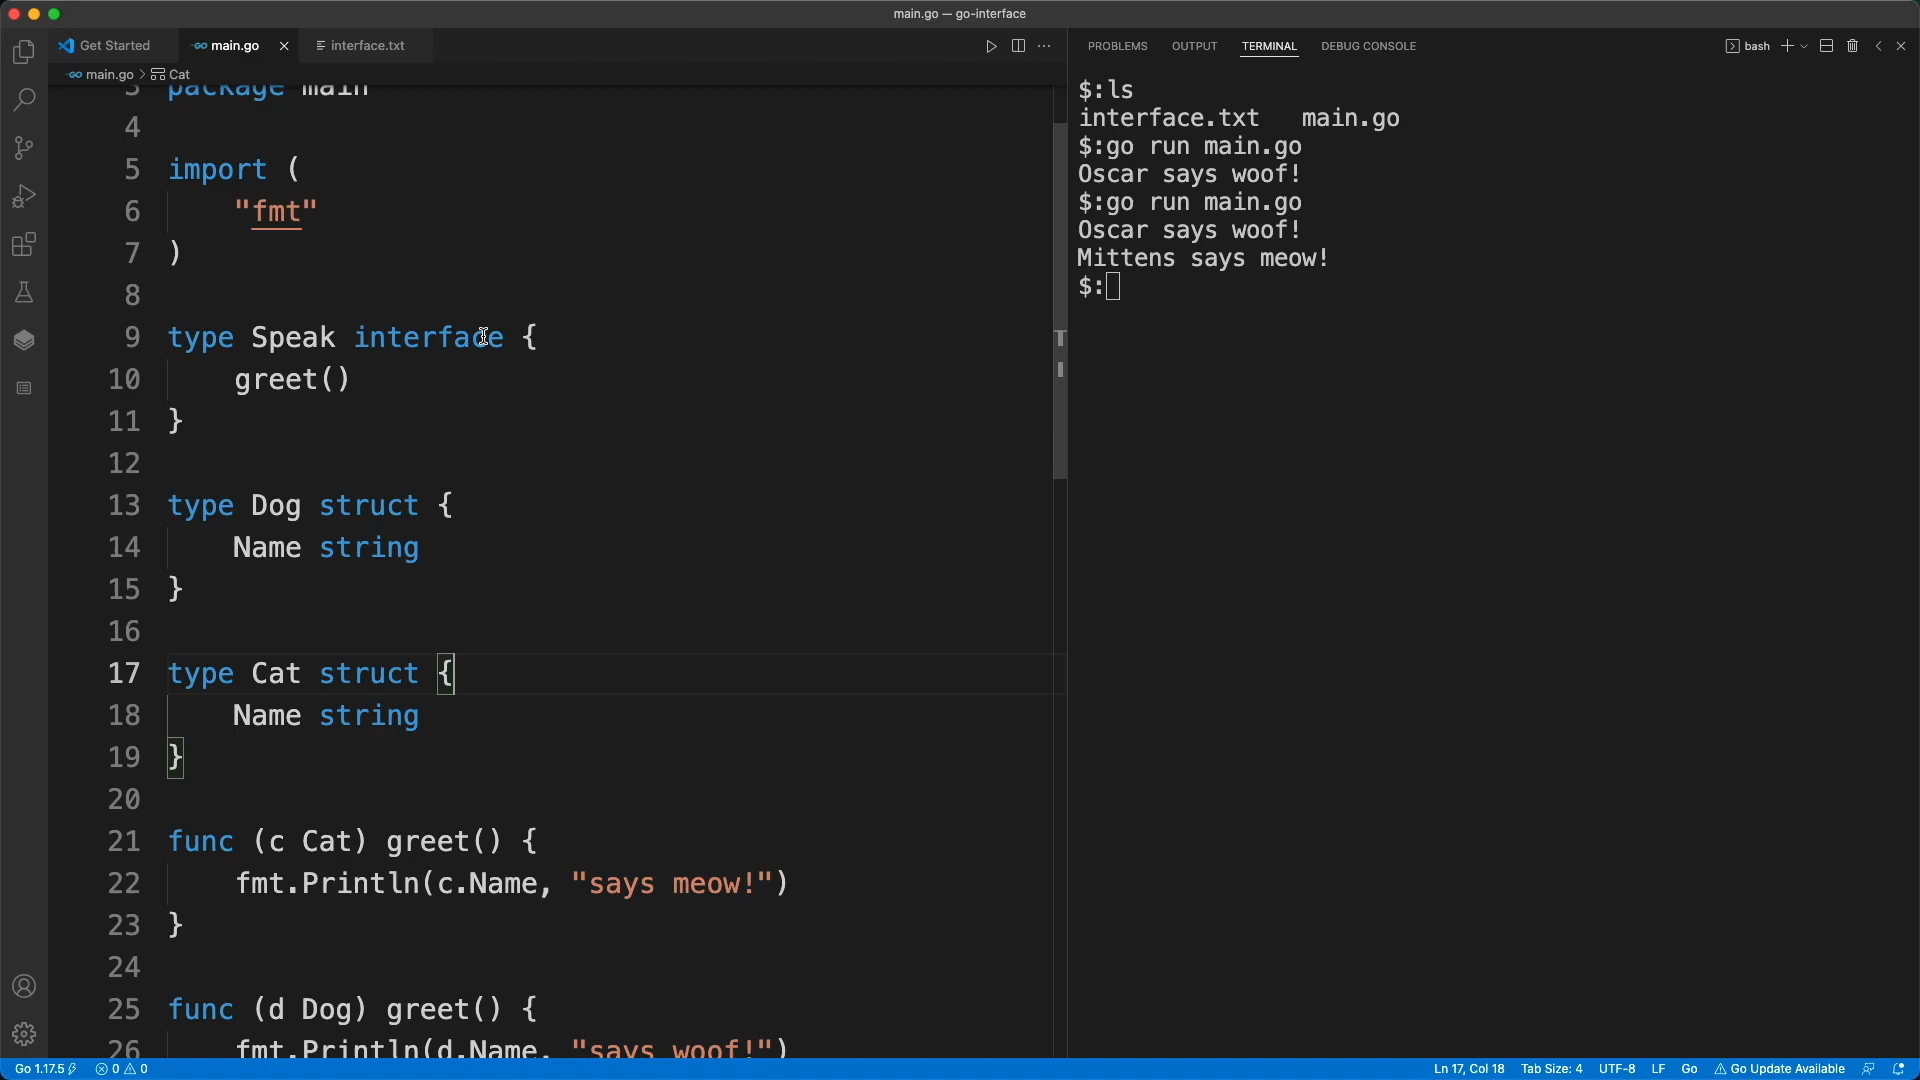 main.go — go-interface
Get Started
main.go
interface.txt
main.go > Cat
3 package main
4
5 import (
6 "fmt"
7 )
8
9 type Speak interface {
10 greet()
11 }
12
13 type Dog struct {
14 Name string
15 }
16
17 type Cat struct {
18 Name string
19 }
20
21 func (c Cat) greet() {
22 fmt.Println(c.Name, "says meow!")
23 }
24
25 func (d Dog) greet() {
26 fmt.Println(d.Name, "says woof!")
PROBLEMS OUTPUT TERMINAL DEBUG CONSOLE
bash
$:ls
interface.txt main.go
$:go run main.go
Oscar says woof!
$:go run main.go
Oscar says woof!
Mittens says meow!
$:
Go 1.17.5 0 0 Ln 17, Col 18 Tab Size: 4 UTF-8 LF Go Go Update Available